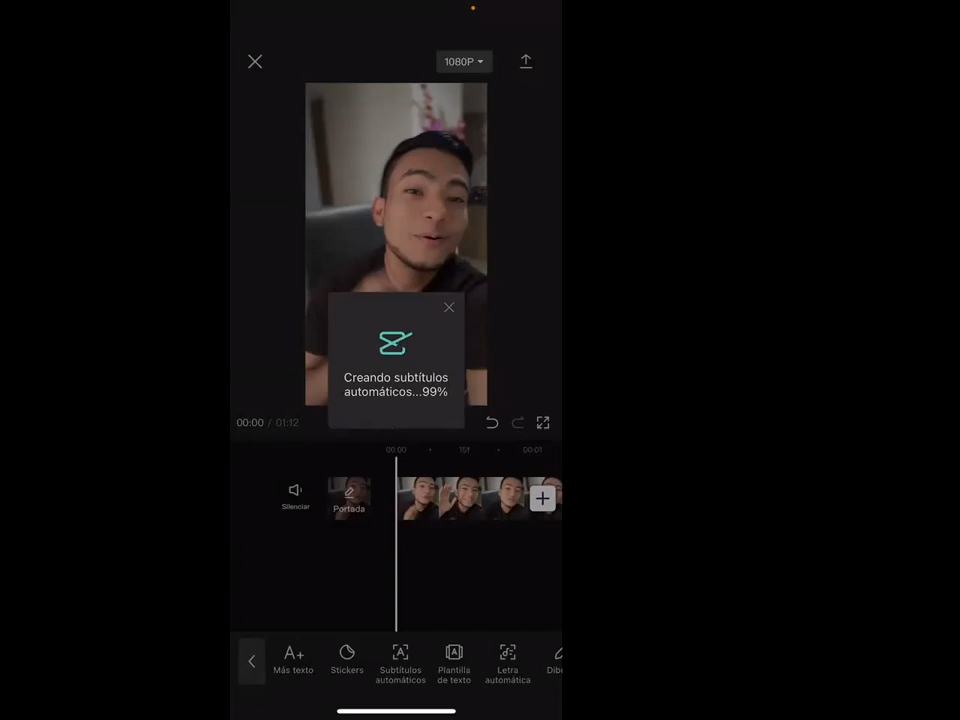 1080P
Creando subtítulos
automáticos...99%
00:00 / 01:12
00:00 15f 00:01
Silenciar
Portada
Más texto
Stickers
Subtítulos
automáticos
Plantilla
de texto
Letra
automática